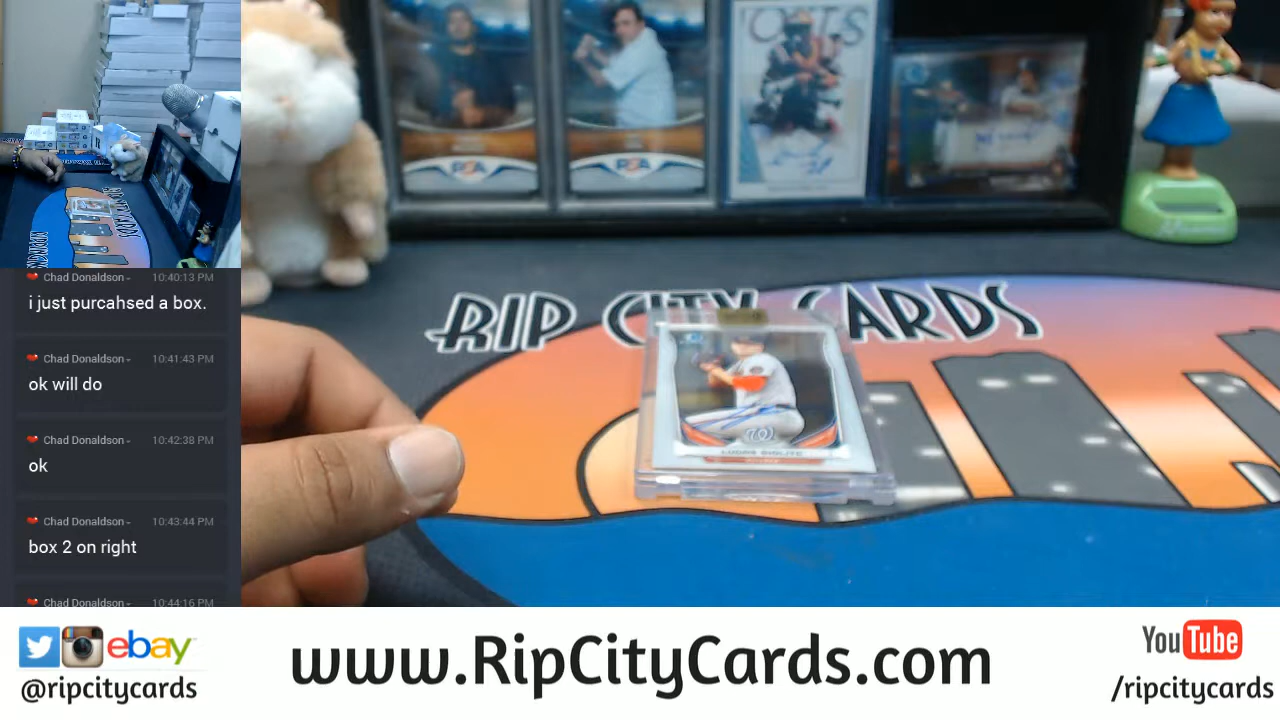 Chad Donaldson 10:40:13 PM
i just purcahsed a box.
Chad Donaldson 10:41:43 PM
ok will do
Chad Donaldson 10:42:38 PM
ok
Chad Donaldson 10:43:44 PM
box 2 on right
Chad Donaldson 10:44:16 PM
RIP CITY CARDS
PSA
PSA
W
ebay
@ripcitycards
www.RipCityCards.com
YouTube
/ripcitycards